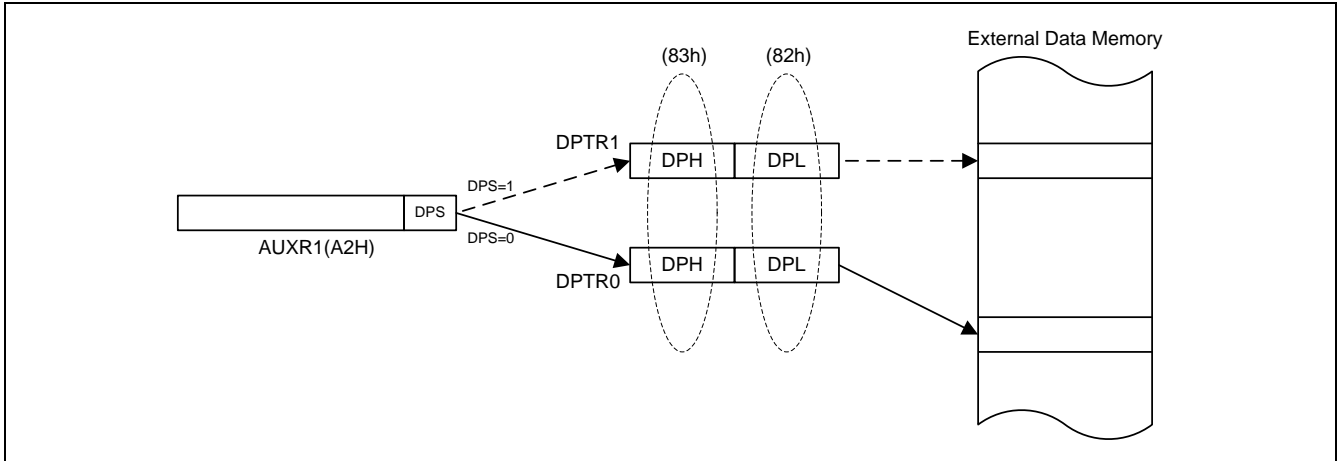 External Data Memory
(83h) (82h)
DPTR1
DPH DPL
DPS=1
DPS
DPS=0
AUXR1(A2H)
DPH DPL
DPTR0